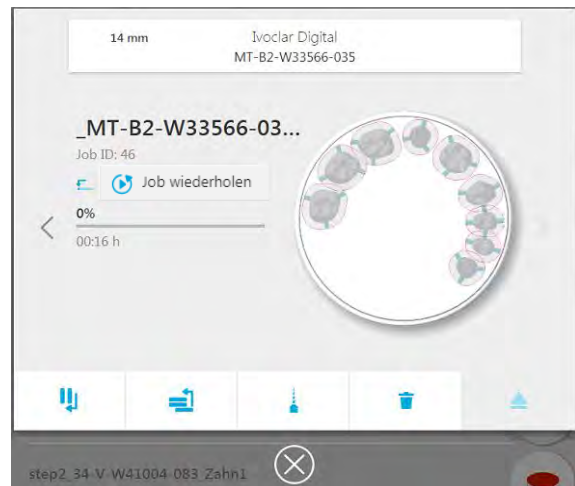 14 mm
Ivoclar Digital
MT-B2-W33566-035
_MT-B2-W33566-03...
Job ID: 46
Job wiederholen
0%
00:16 h
step2_34-V-W41004-083_Zahn1